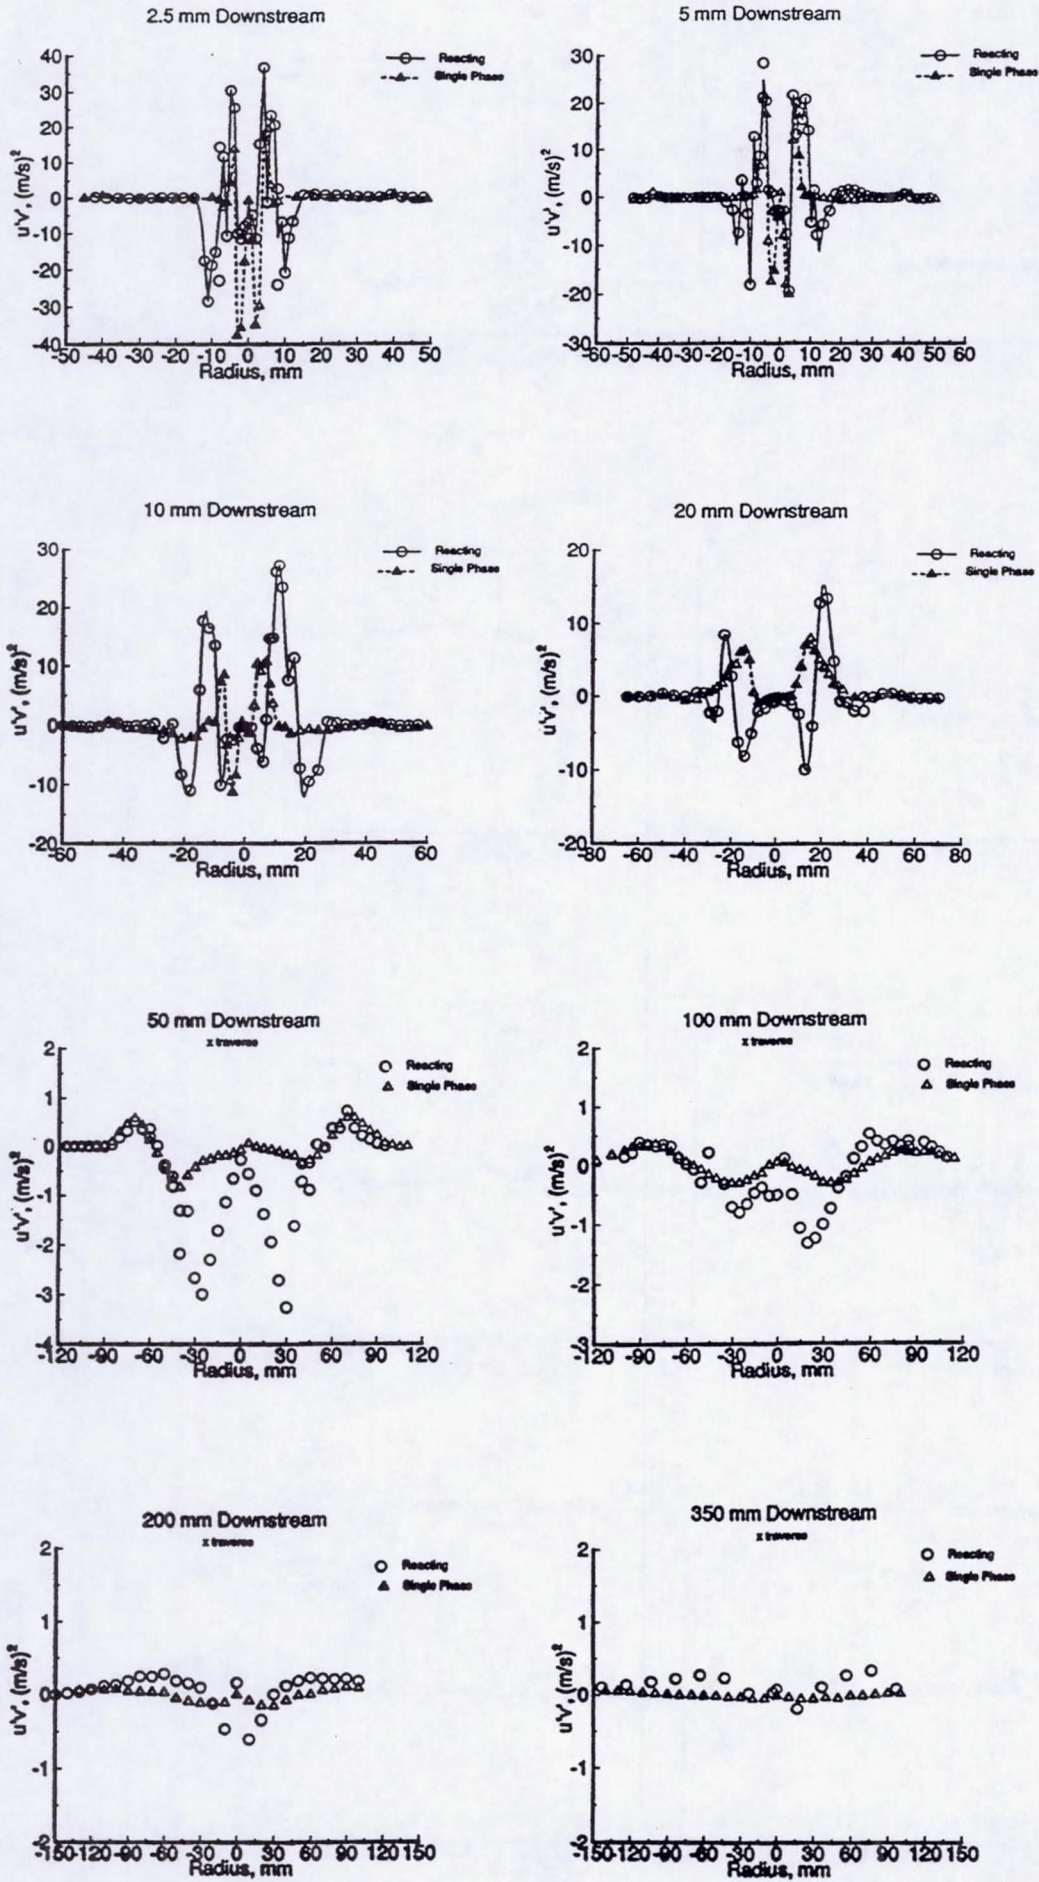 2.5 mm Downstream
40
30
20
10
0
-10
-20
-30
-40
u'v', (m/s)²
Reacting
Single Phase
-50 -40 -30 -20 -10 0 10 20 30 40 50
Radius, mm
5 mm Downstream
30
20
10
0
-10
-20
-30
u'v', (m/s)²
Reacting
Single Phase
-60 -50 -40 -30 -20 -10 0 10 20 30 40 50 60
Radius, mm
10 mm Downstream
30
20
10
0
-10
-20
u'v', (m/s)²
Reacting
Single Phase
-60 -40 -20 0 20 40 60
Radius, mm
20 mm Downstream
20
10
0
-10
-20
u'v', (m/s)²
Reacting
Single Phase
-80 -60 -40 -20 0 20 40 60 80
Radius, mm
50 mm Downstream
x traverse
2
1
0
-1
-2
-3
-4
u'v', (m/s)²
Reacting
Single Phase
-120 -90 -60 -30 0 30 60 90 120
Radius, mm
100 mm Downstream
x traverse
2
1
0
-1
-2
-3
u'v', (m/s)²
Reacting
Single Phase
-120 -90 -60 -30 0 30 60 90 120
Radius, mm
200 mm Downstream
x traverse
2
1
0
-1
-2
u'v', (m/s)²
Reacting
Single Phase
-150 -120 -90 -60 -30 0 30 60 90 120 150
Radius, mm
350 mm Downstream
x traverse
2
1
0
-1
-2
u'v', (m/s)²
Reacting
Single Phase
-150 -120 -90 -60 -30 0 30 60 90 120 150
Radius, mm